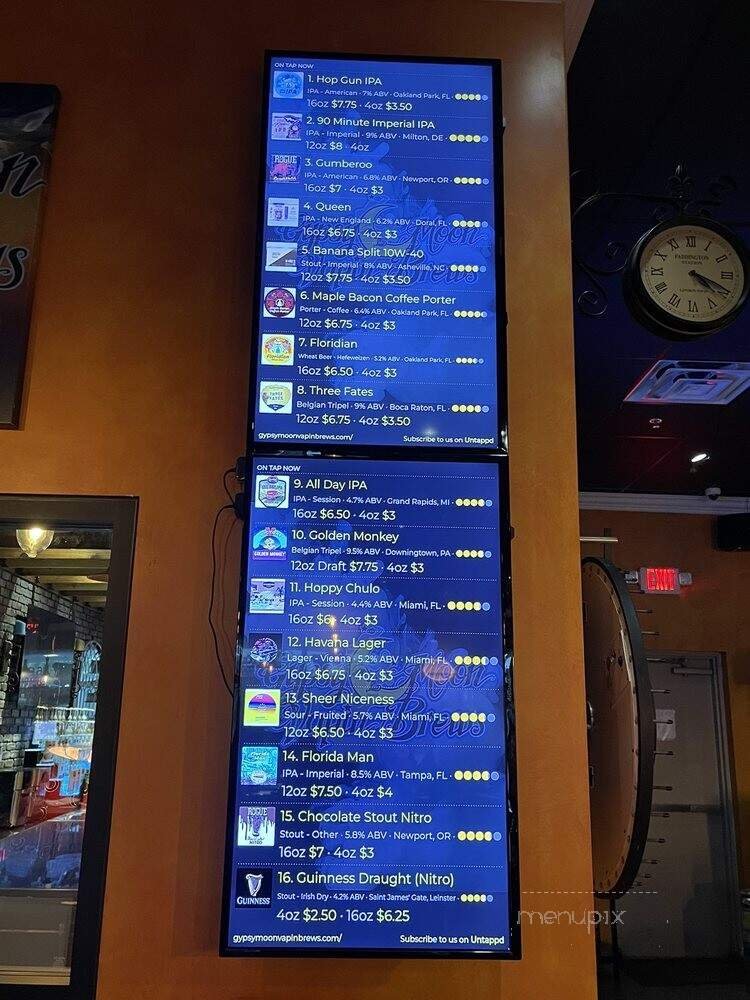 ON TAP NOW
1. Hop Gun IPA
IPA - American · 7% ABV · Oakland Park, FL ·
16oz $7.75 · 4oz $3.50
2. 90 Minute Imperial IPA
IPA - Imperial · 9% ABV · Milton, DE ·
12oz $8 · 4oz
3. Gumberoo
IPA - American · 6.8% ABV · Newport, OR ·
16oz $7 · 4oz $3
4. Queen
IPA - New England · 6.2% ABV · Doral, FL ·
16oz $6.75 · 4oz $3
5. Banana Split 10W-40
Stout - Imperial · 8% ABV · Asheville, NC ·
12oz $7.75 · 4oz $3.50
6. Maple Bacon Coffee Porter
Porter - Coffee · 6.4% ABV · Oakland Park, FL ·
12oz $6.75 · 4oz $3
7. Floridian
Wheat Beer - Hefeweizen · 5.2% ABV · Oakland Park, FL ·
16oz $6.50 · 4oz $3
8. Three Fates
Belgian Tripel · 9% ABV · Boca Raton, FL ·
12oz $6.75 · 4oz $3.50
gypsymoonvapinbrews.com/ Subscribe to us on Untappd
ON TAP NOW
9. All Day IPA
IPA - Session · 4.7% ABV · Grand Rapids, MI ·
16oz $6.50 · 4oz $3
10. Golden Monkey
GOLDEN MONKEY
Belgian Tripel · 9.5% ABV · Downingtown, PA ·
12oz Draft $7.75 · 4oz $3
11. Hoppy Chulo
IPA - Session · 4.4% ABV · Miami, FL ·
16oz $6 · 4oz $3
12. Havana Lager
Lager - Vienna · 5.2% ABV · Miami, FL ·
16oz $6.75 · 4oz $3
13. Sheer Niceness
Sour - Fruited · 5.7% ABV · Miami, FL ·
12oz $6.50 · 4oz $3
14. Florida Man
IPA - Imperial · 8.5% ABV · Tampa, FL ·
12oz $7.50 · 4oz $4
15. Chocolate Stout Nitro
ROGUE
Stout - Other · 5.8% ABV · Newport, OR ·
16oz $7 · 4oz $3
16. Guinness Draught (Nitro)
GUINNESS
Stout - Irish Dry · 4.2% ABV · Saint James' Gate, Leinster ·
4oz $2.50 · 16oz $6.25
gypsymoonvapinbrews.com/ Subscribe to us on Untappd
Gypsy Moon
Vapin Brews
PADDINGTON
STATION
EXIT
menupix